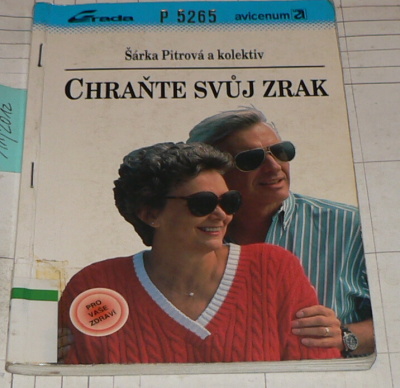 Grada P 5265 avicenum
Šárka Pitrová a kolektiv
CHRAŇTE SVŮJ ZRAK
PRO
VAŠE
ZDRAVÍ